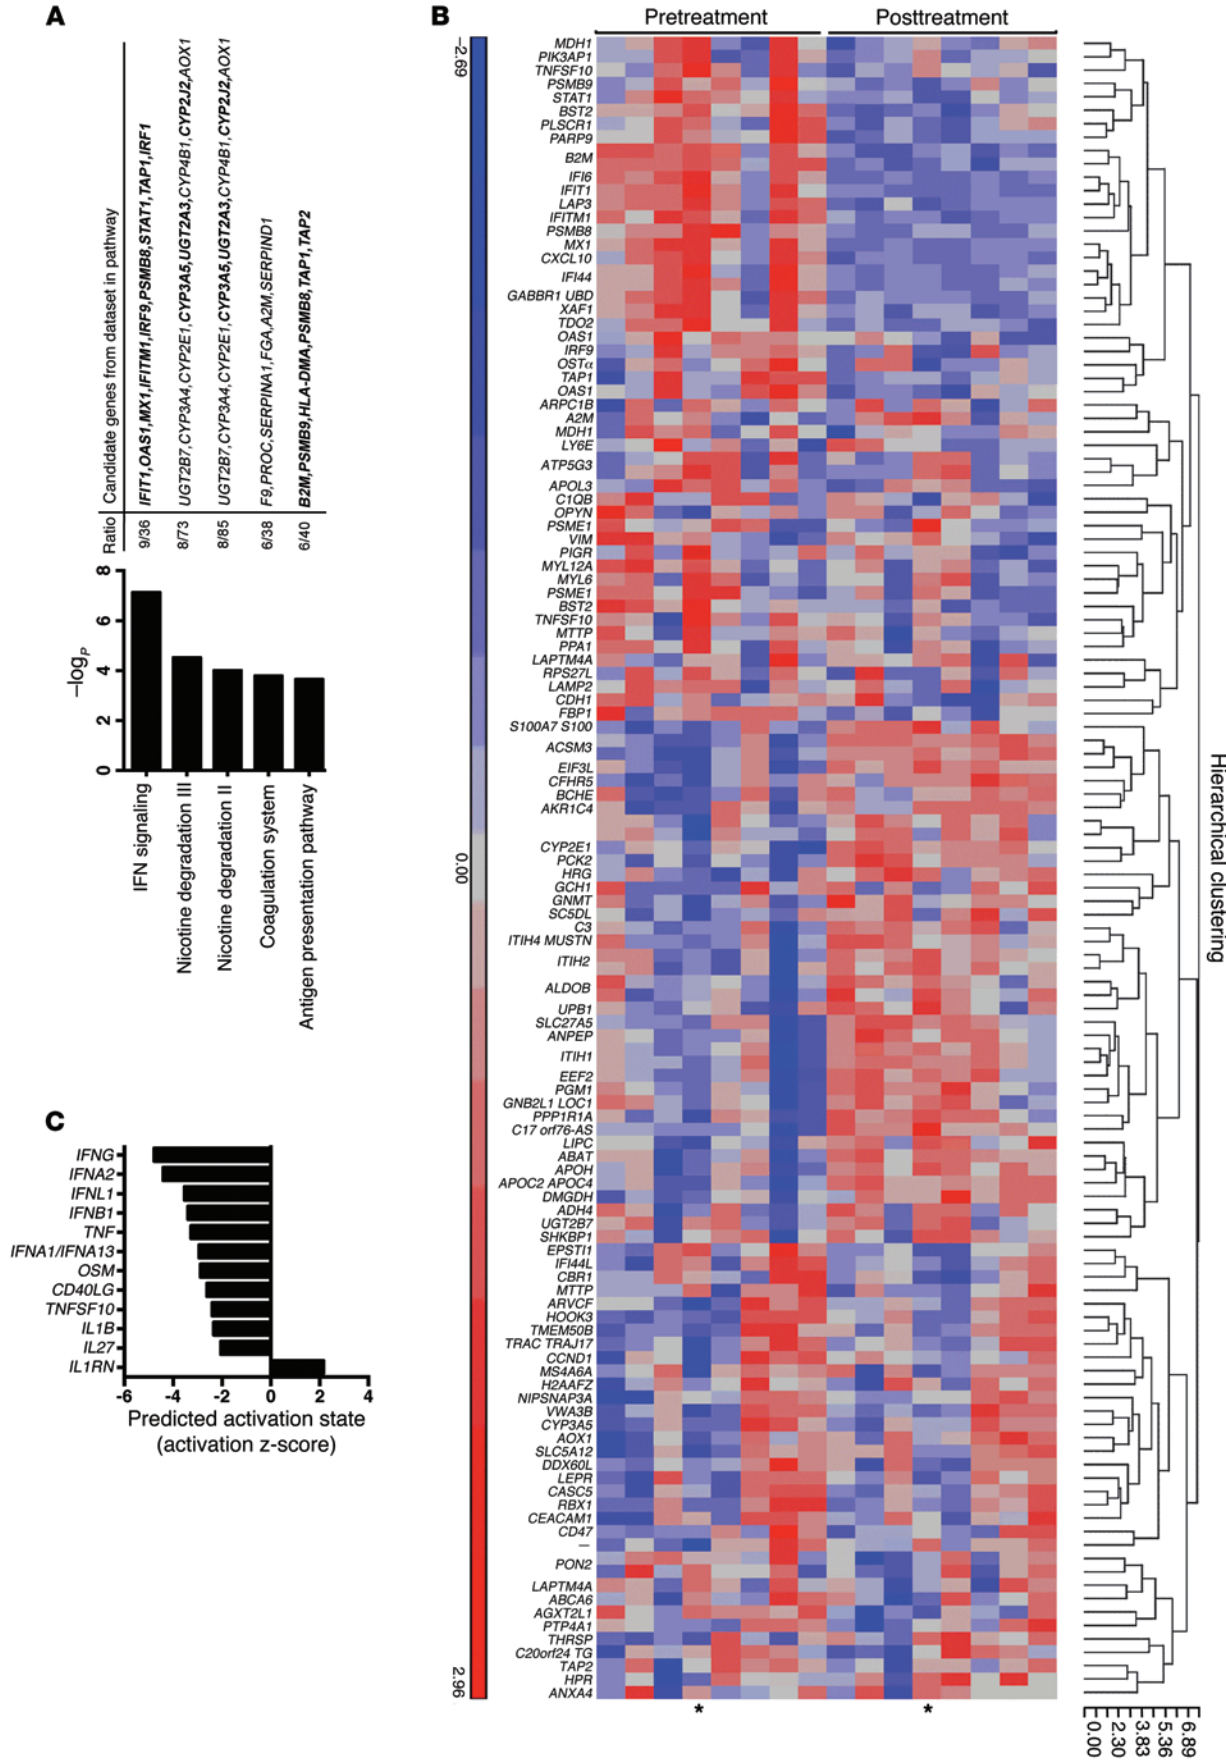 A
Ratio Candidate genes from dataset in pathway
9/36 IFIT1,OAS1,MX1,IFITM1,IRF9,PSMB8,STAT1,TAP1,IRF1
8/73 UGT2B7,CYP3A4,CYP2E1,CYP3A5,UGT2A3,CYP4B1,CYP2J2,AOX1
8/85 UGT2B7,CYP3A4,CYP2E1,CYP3A5,UGT2A3,CYP4B1,CYP2J2,AOX1
6/38 F9,PROC,SERPINA1,FGA,A2M,SERPIND1
6/40 B2M,PSMB9,HLA-DMA,PSMB8,TAP1,TAP2
–logP
8
6
4
2
0
IFN signaling
Nicotine degradation III
Nicotine degradation II
Coagulation system
Antigen presentation pathway
B
Pretreatment
Posttreatment
–2.69
0.00
2.96
MDH1
PIK3AP1
TNFSF10
PSMB9
STAT1
BST2
PLSCR1
PARP9
B2M
IFI6
IFIT1
LAP3
IFITM1
PSMB8
MX1
CXCL10
IFI44
GABBR1 UBD
XAF1
TDO2
OAS1
IRF9
OSTα
TAP1
OAS1
ARPC1B
A2M
MDH1
LY6E
ATP5G3
APOL3
C1QB
OPYN
PSME1
VIM
PIGR
MYL12A
MYL6
PSME1
BST2
TNFSF10
MTTP
PPA1
LAPTM4A
RPS27L
LAMP2
CDH1
FBP1
S100A7 S100
ACSM3
EIF3L
CFHR5
BCHE
AKR1C4
CYP2E1
PCK2
HRG
GCH1
GNMT
SC5DL
C3
ITIH4 MUSTN
ITIH2
ALDOB
UPB1
SLC27A5
ANPEP
ITIH1
EEF2
PGM1
GNB2L1 LOC1
PPP1R1A
C17 orf76-AS
LIPC
ABAT
APOH
APOC2 APOC4
DMGDH
ADH4
UGT2B7
SHKBP1
EPSTI1
IFI44L
CBR1
MTTP
ARVCF
HOOK3
TMEM50B
TRAC TRAJ17
CCND1
MS4A6A
H2AAFZ
NIPSNAP3A
VWA3B
CYP3A5
AOX1
SLC5A12
DDX60L
LEPR
CASC5
RBX1
CEACAM1
CD47
—
PON2
LAPTM4A
ABCA6
AGXT2L1
PTP4A1
THRSP
C20orf24 TG
TAP2
HPR
ANXA4
* *
Hierarchical clustering
0.00
2.30
3.83
5.36
6.89
C
IFNG
IFNA2
IFNL1
IFNB1
TNF
IFNA1/IFNA13
OSM
CD40LG
TNFSF10
IL1B
IL27
IL1RN
-6 -4 -2 0 2 4
Predicted activation state
(activation z-score)